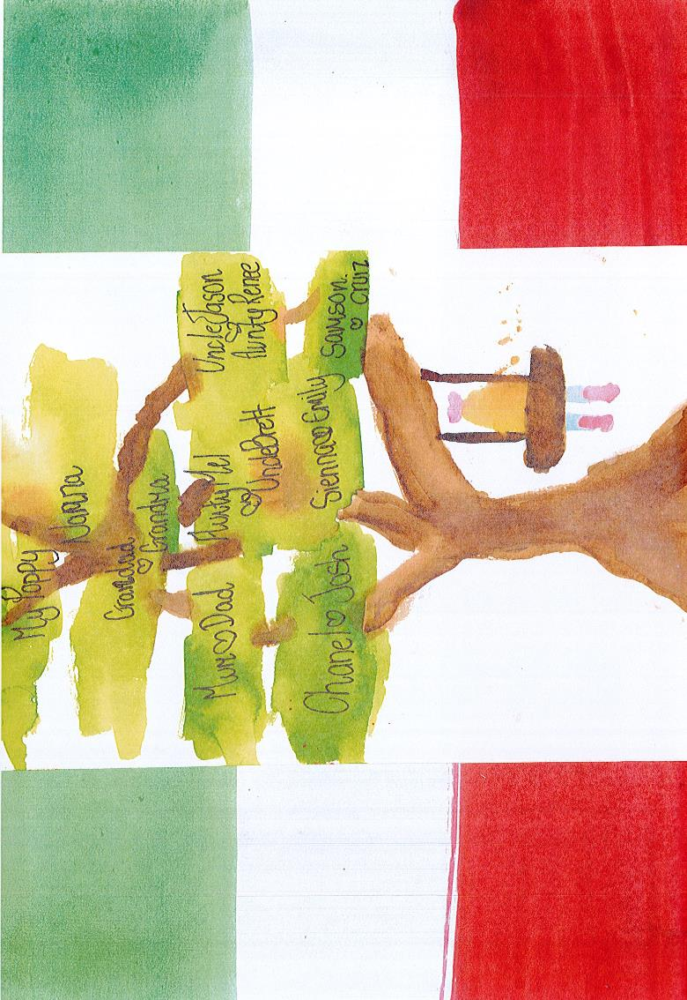 My Poppy
Nanna
Grandad
♡ Grandma
Mum♡Dad
Aunty Mel
♡ Uncle Brett
Uncle Jason
♡
Aunty Renee
Chanel♡Josh
Sienna♡Emily
Samson.
♡ Cruz